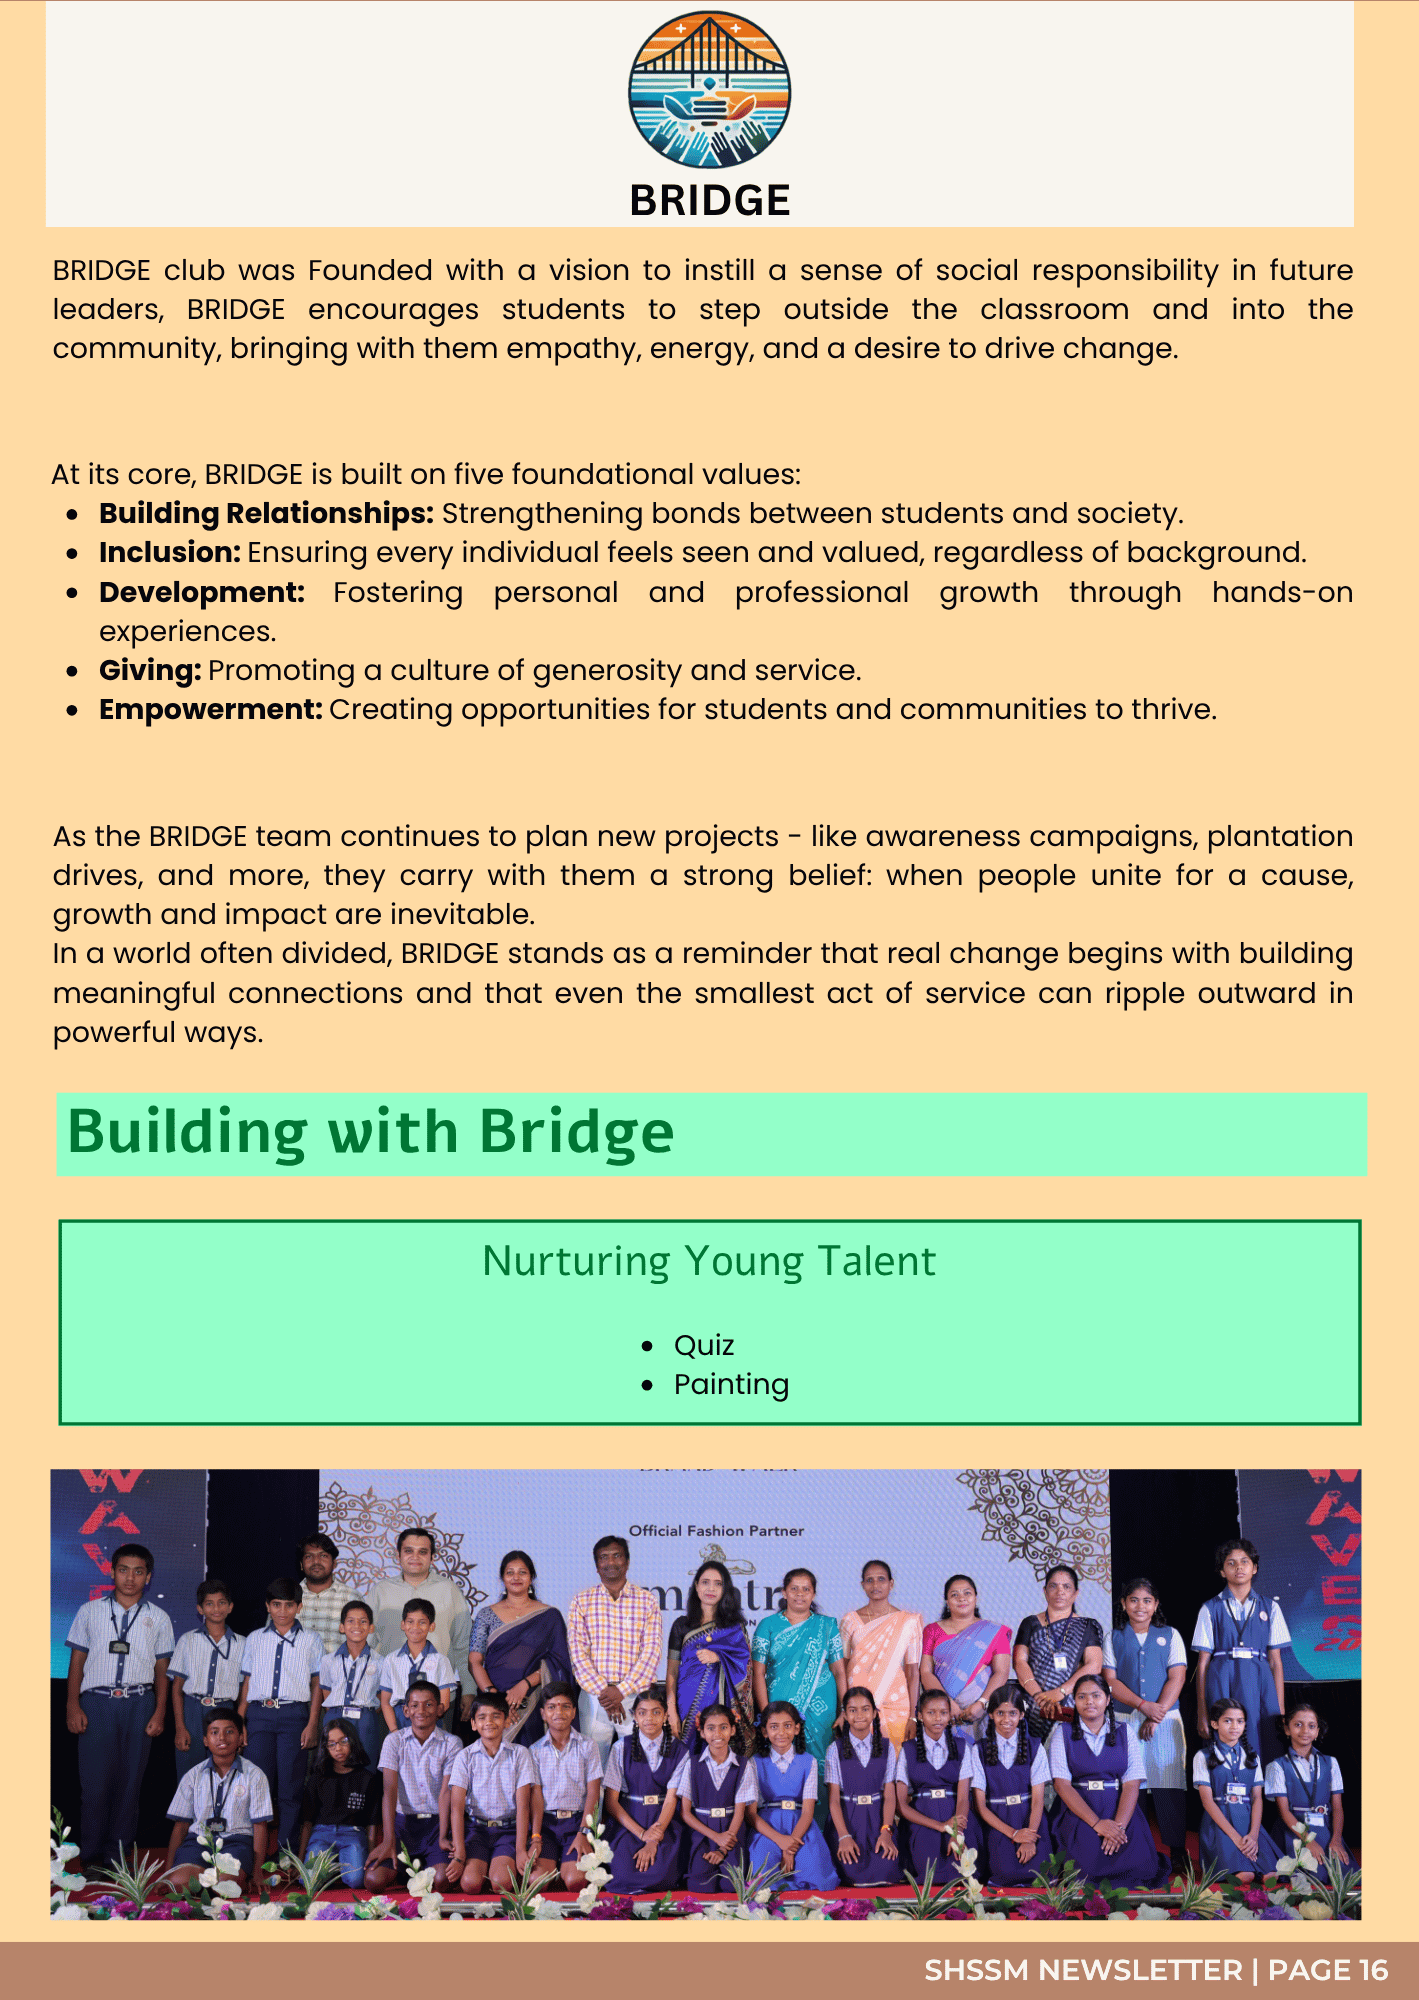 BRIDGE
BRIDGE club was Founded with a vision to instill a sense of social responsibility in future
leaders, BRIDGE encourages students to step outside the classroom and into the
community, bringing with them empathy, energy, and a desire to drive change.
At its core, BRIDGE is built on five foundational values:
• Building Relationships: Strengthening bonds between students and society.
• Inclusion: Ensuring every individual feels seen and valued, regardless of background.
• Development: Fostering personal and professional growth through hands-on
experiences.
• Giving: Promoting a culture of generosity and service.
• Empowerment: Creating opportunities for students and communities to thrive.
As the BRIDGE team continues to plan new projects - like awareness campaigns, plantation
drives, and more, they carry with them a strong belief: when people unite for a cause,
growth and impact are inevitable.
In a world often divided, BRIDGE stands as a reminder that real change begins with building
meaningful connections and that even the smallest act of service can ripple outward in
powerful ways.
Building with Bridge
Nurturing Young Talent
• Quiz
• Painting
Official Fashion Partner
SHSSM NEWSLETTER | PAGE 16